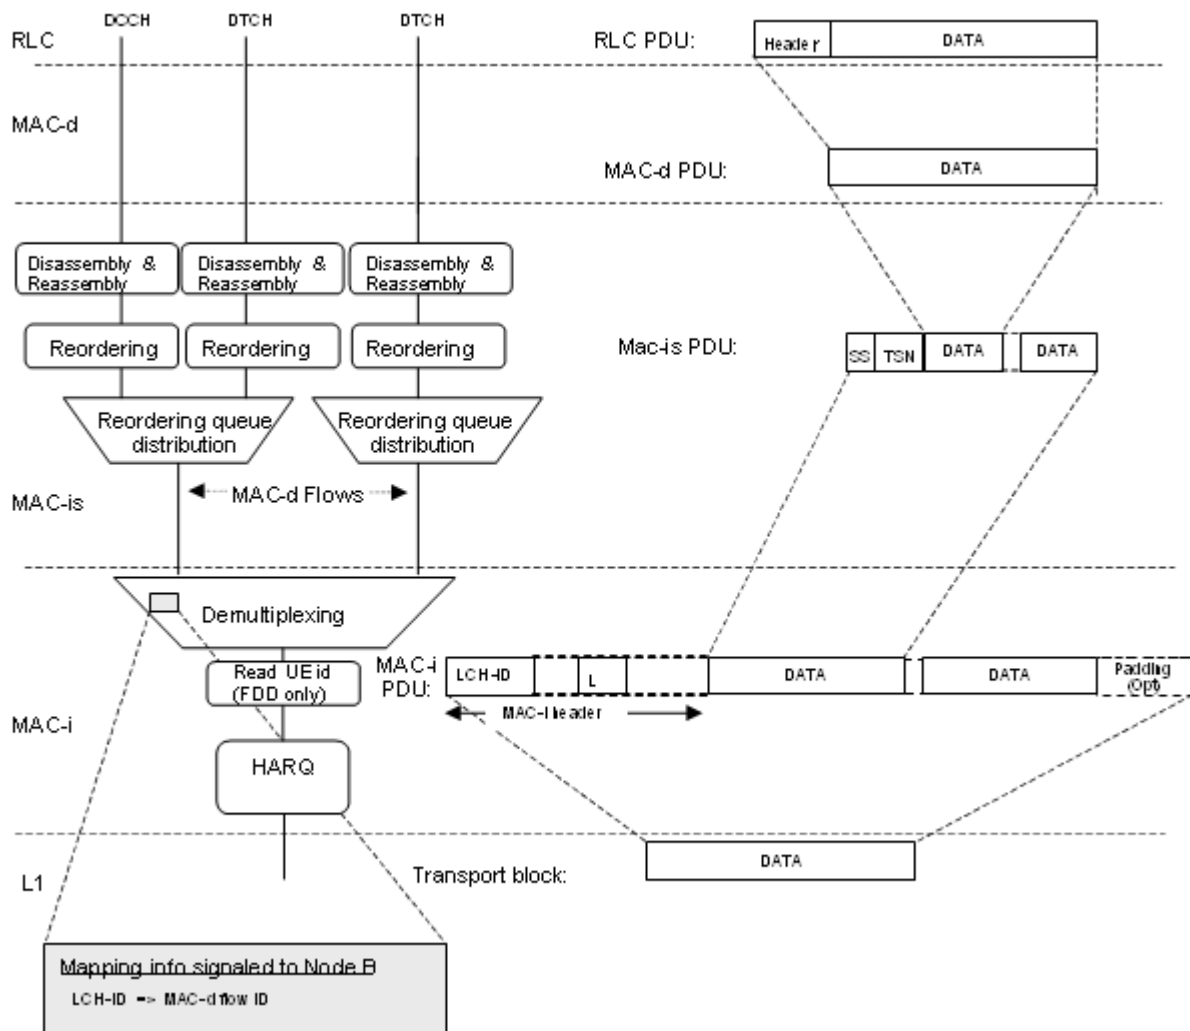 DCCH DTCH DTCH
RLC
RLC PDU:
Header DATA
MAC-d
MAC-d PDU:
DATA
Disassembly & Reassembly
Disassembly & Reassembly
Disassembly & Reassembly
Reordering Reordering Reordering
Mac-is PDU:
SS TSN DATA DATA
Reordering queue distribution
Reordering queue distribution
MAC-is
MAC-d Flows
Demultiplexing
Read UE id
(FDD only)
MAC-i
PDU:
LCH-ID L DATA DATA Padding
(Opt)
MAC-i header
MAC-i
HARQ
DATA
L1
Transport block:
Mapping info signaled to Node B
LCH-ID => MAC-d flow ID